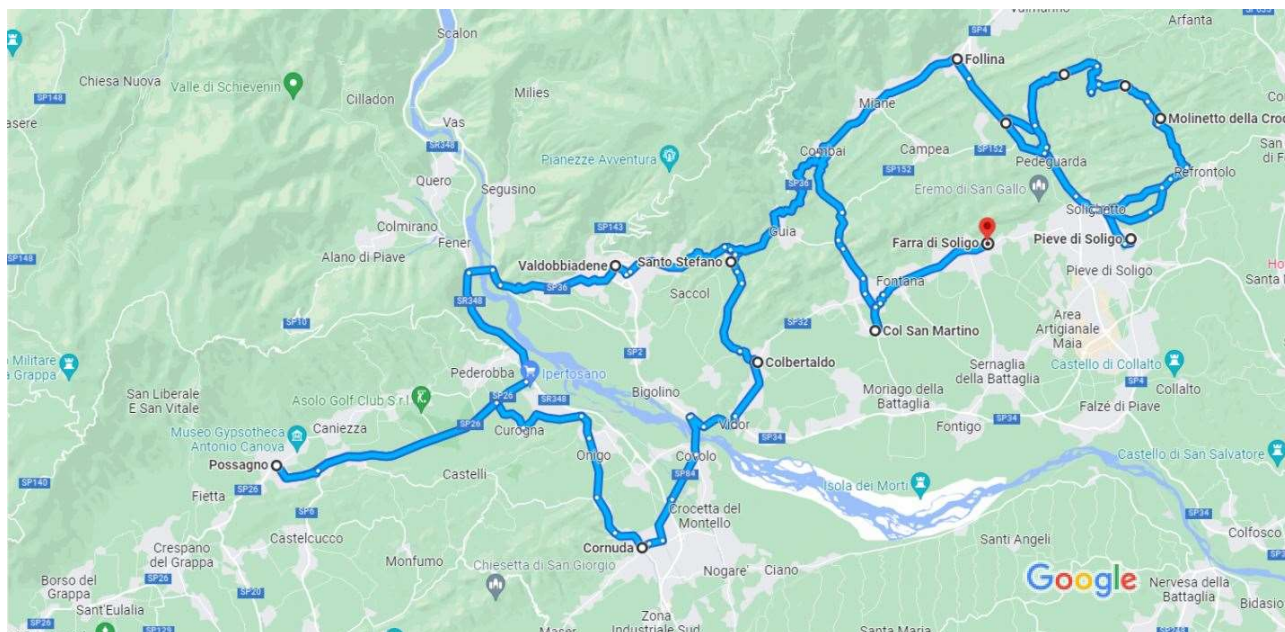 Scalon
SP4
Arfanta
Chiesa Nuova
Valle di Schievenin
Milies
Follina
SP148
Cilladon
Vas
Miane
Molinetto della Croc
Pianezze Avventura
SR348
Combai
Campea
SP152
Pedeguarda
Quero
Segusino
SP36
SP152
Refrontolo
Eremo di San Gallo
Colmirano
SP143
Guia
Solighetto
Fener
Farra di Soligo
Pieve di Soligo
SP148
Alano di Piave
Valdobbiadene
Santo Stefano
Pieve di Soligo
SP36
Saccol
Fontana
SR348
SP10
SP32
Area
Artigianale
Maia
Col San Martino
SP2
Colbertaldo
Sernaglia
della Battaglia
Castello di Collalto
Pederobba
Ipertosano
San Liberale
E San Vitale
Asolo Golf Club S.r.l.
SP26
SR348
Bigolino
Moriago della
Battaglia
SP4
Collalto
Falzé di Piave
Museo Gypsotheca
Antonio Canova
Caniezza
SP26
Curogna
Vidor
SP34
SP34
Fontigo
Possagno
Onigo
Covolo
Castello di San Salvatore
SP140
Castelli
SP84
Isola dei Morti
Fietta
SP26
SP6
Crocetta del
Montello
SP34
Castelcucco
Crespano
del Grappa
Monfumo
Cornuda
Santi Angeli
Colfosco
Borso del
Grappa
SP26
SP20
Chiesetta di San Giorgio
Nogare'
Ciano
Google
Nervesa della
Battaglia
Sant'Eulalia
Zona
Industriale Sud
Bidasio
Santa Maria